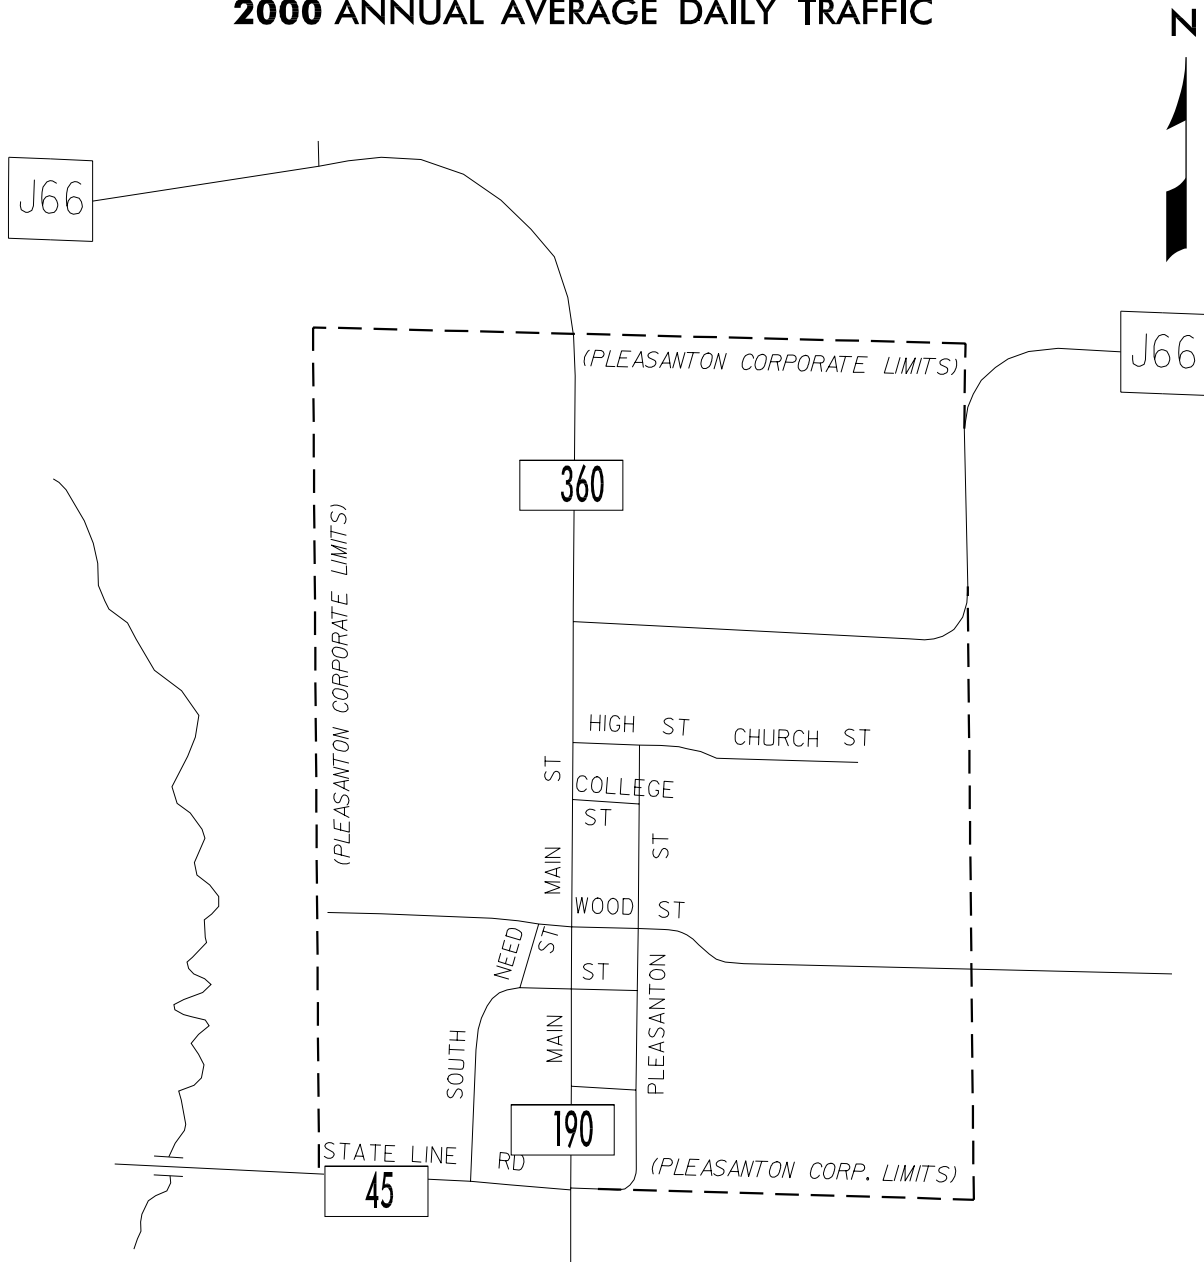 2000 ANNUAL AVERAGE DAILY TRAFFIC
N
J66
J66
(PLEASANTON CORPORATE LIMITS)
360
(PLEASANTON CORPORATE LIMITS)
HIGH ST
CHURCH ST
MAIN ST
COLLEGE
ST
PLEASANTON ST
WOOD ST
NEED ST
SOUTH ST
MAIN
190
STATE LINE RD
(PLEASANTON CORP. LIMITS)
45